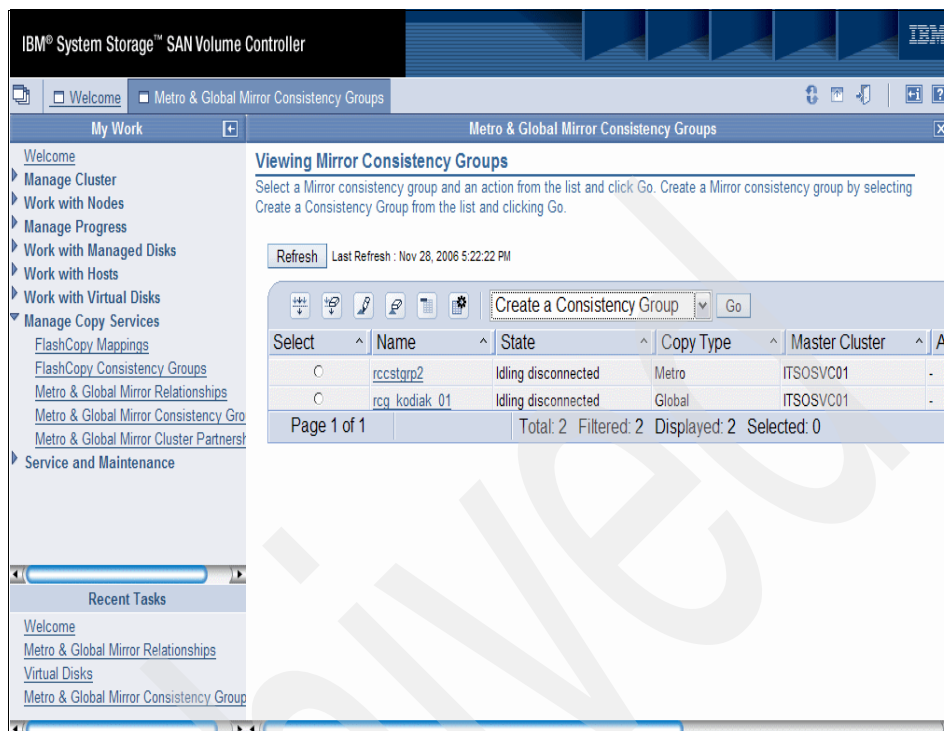 IBM® System Storage™ SAN Volume Controller
IBM
Welcome
Metro & Global Mirror Consistency Groups
My Work
Metro & Global Mirror Consistency Groups
Welcome
Manage Cluster
Work with Nodes
Manage Progress
Work with Managed Disks
Work with Hosts
Work with Virtual Disks
Manage Copy Services
FlashCopy Mappings
FlashCopy Consistency Groups
Metro & Global Mirror Relationships
Metro & Global Mirror Consistency Gro
Metro & Global Mirror Cluster Partnersh
Service and Maintenance
Recent Tasks
Welcome
Metro & Global Mirror Relationships
Virtual Disks
Metro & Global Mirror Consistency Group
Viewing Mirror Consistency Groups
Select a Mirror consistency group and an action from the list and click Go. Create a Mirror consistency group by selecting
Create a Consistency Group from the list and clicking Go.
Refresh Last Refresh : Nov 28, 2006 5:22:22 PM
Create a Consistency Group Go
Select ^ Name ^ State ^ Copy Type ^ Master Cluster ^ A
rccstgrp2 Idling disconnected Metro ITSOSVC01 -
rcg_kodiak_01 Idling disconnected Global ITSOSVC01 -
Page 1 of 1 Total: 2 Filtered: 2 Displayed: 2 Selected: 0